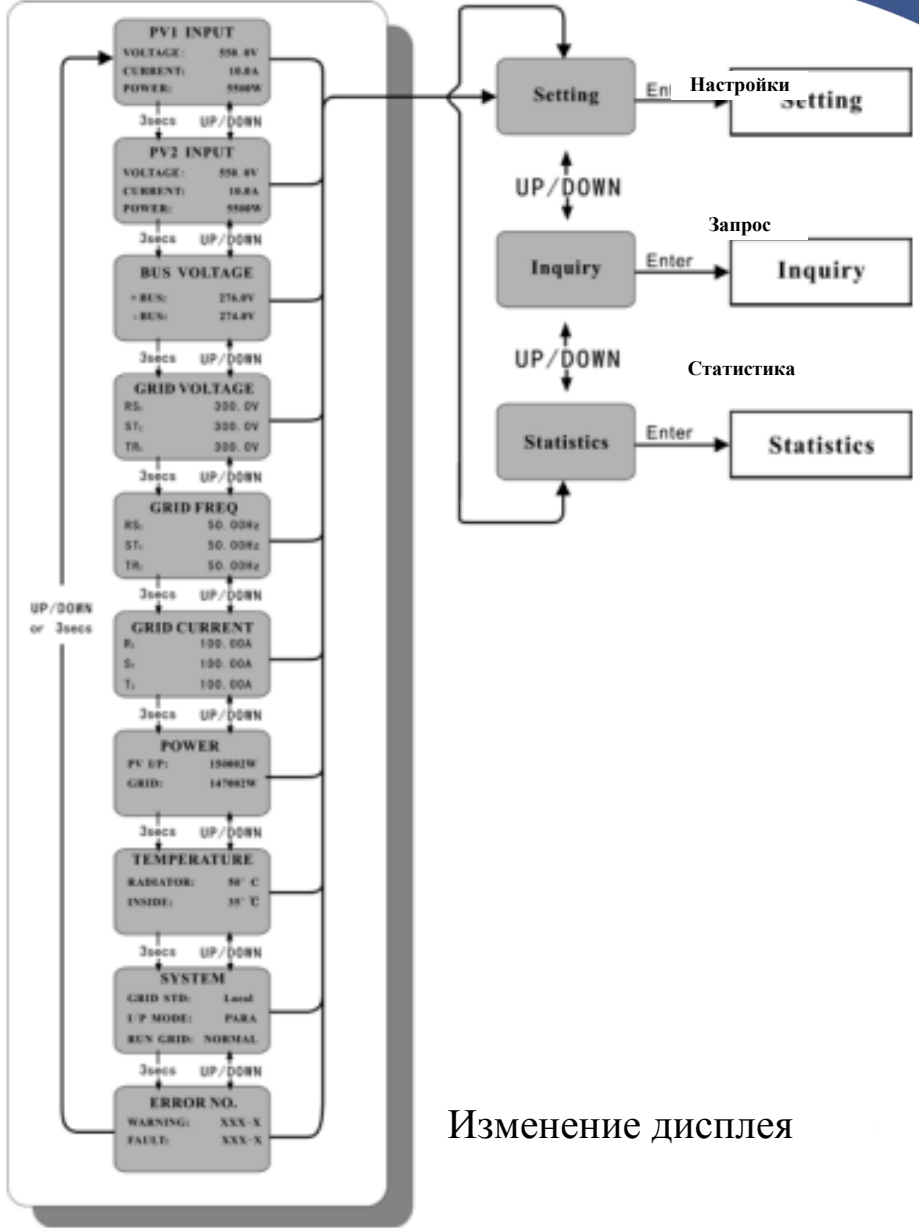 PV1 INPUT
VOLTAGE: 550.0V
CURRENT: 10.0A
POWER: 5500W
3secs UP/DOWN
PV2 INPUT
VOLTAGE: 550.0V
CURRENT: 10.0A
POWER: 5500W
3secs UP/DOWN
BUS VOLTAGE
+BUS: 276.0V
-BUS: 274.0V
3secs UP/DOWN
GRID VOLTAGE
RS: 300.0V
ST: 300.0V
TR: 300.0V
3secs UP/DOWN
GRID FREQ
RS: 50.00Hz
ST: 50.00Hz
TR: 50.00Hz
3secs UP/DOWN
GRID CURRENT
R: 100.00A
S: 100.00A
T: 100.00A
3secs UP/DOWN
POWER
PV I/P: 150002W
GRID: 147002W
3secs UP/DOWN
TEMPERATURE
RADIATOR: 50° C
INSIDE: 35° ℃
3secs UP/DOWN
SYSTEM
GRID STD: Local
I/P MODE: PARA
RUN GRID: NORMAL
3secs UP/DOWN
ERROR NO.
WARNING: XXX-X
FAULT: XXX-X
UP/DOWN
or 3secs
Setting
Настройки
Setting
UP/DOWN
Запрос
Inquiry
Enter
Inquiry
UP/DOWN
Статистика
Statistics
Enter
Statistics
Изменение дисплея